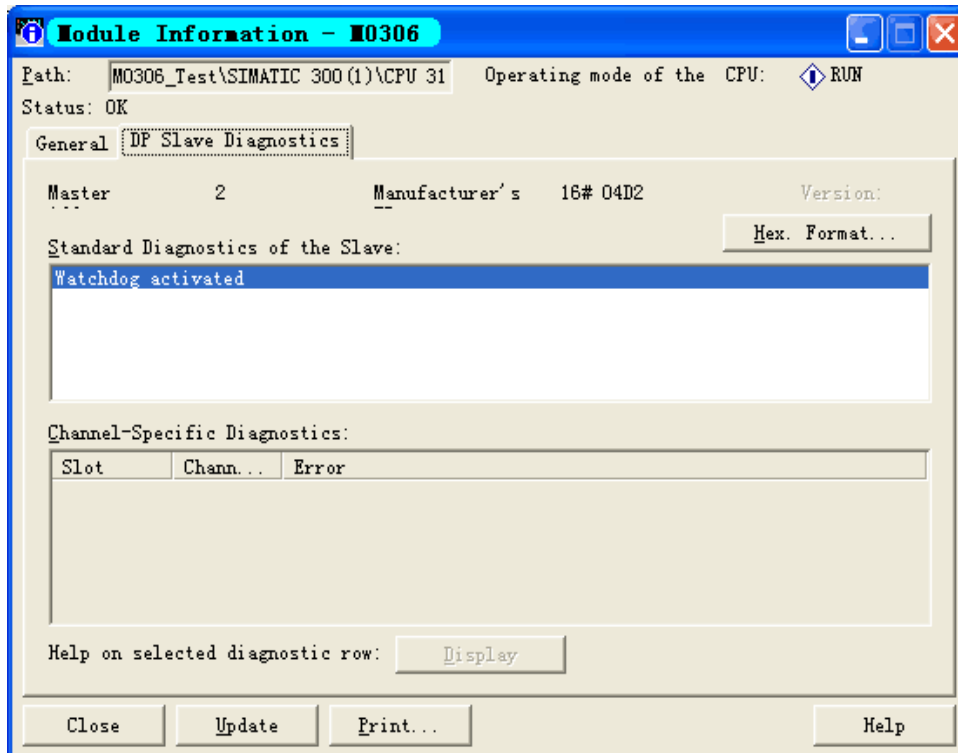 Module Information - M0306
Path: M0306_Test\SIMATIC 300(1)\CPU 31 Operating mode of the CPU: RUN
Status: OK
General DP Slave Diagnostics
Master 2 Manufacturer's 16# 04D2 Version:
Hex. Format...
Standard Diagnostics of the Slave:
Watchdog activated
Channel-Specific Diagnostics:
Slot Chann... Error
Help on selected diagnostic row: Display
Close Update Print... Help